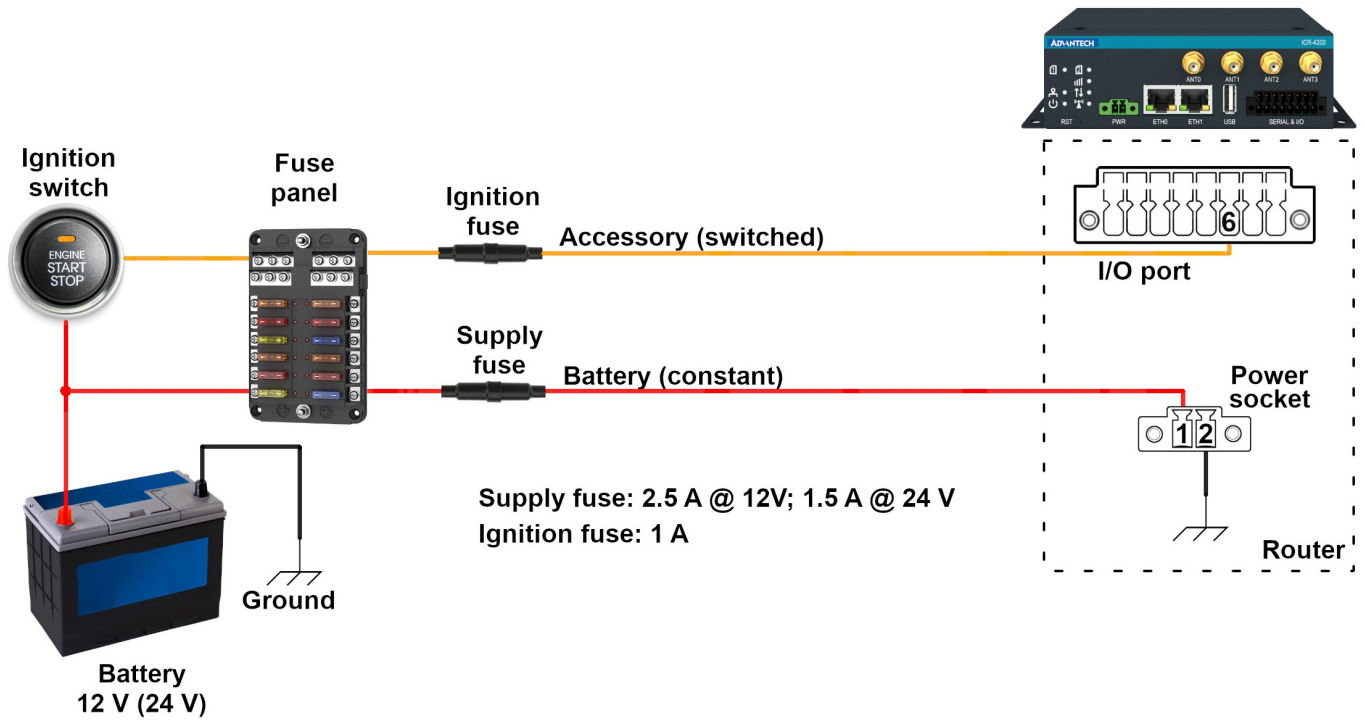 ADVANTECH
ICR-4200
ANT0
ANT1
ANT2
ANT3
RST
PWR
ETH0
ETH1
USB
SERIAL & I/O
Ignition
switch
ENGINE
START
STOP
Fuse
panel
Ignition
fuse
Accessory (switched)
6
I/O port
Supply
fuse
Battery (constant)
Power
socket
1 2
Supply fuse: 2.5 A @ 12V; 1.5 A @ 24 V
Ignition fuse: 1 A
Router
Ground
Battery
12 V (24 V)